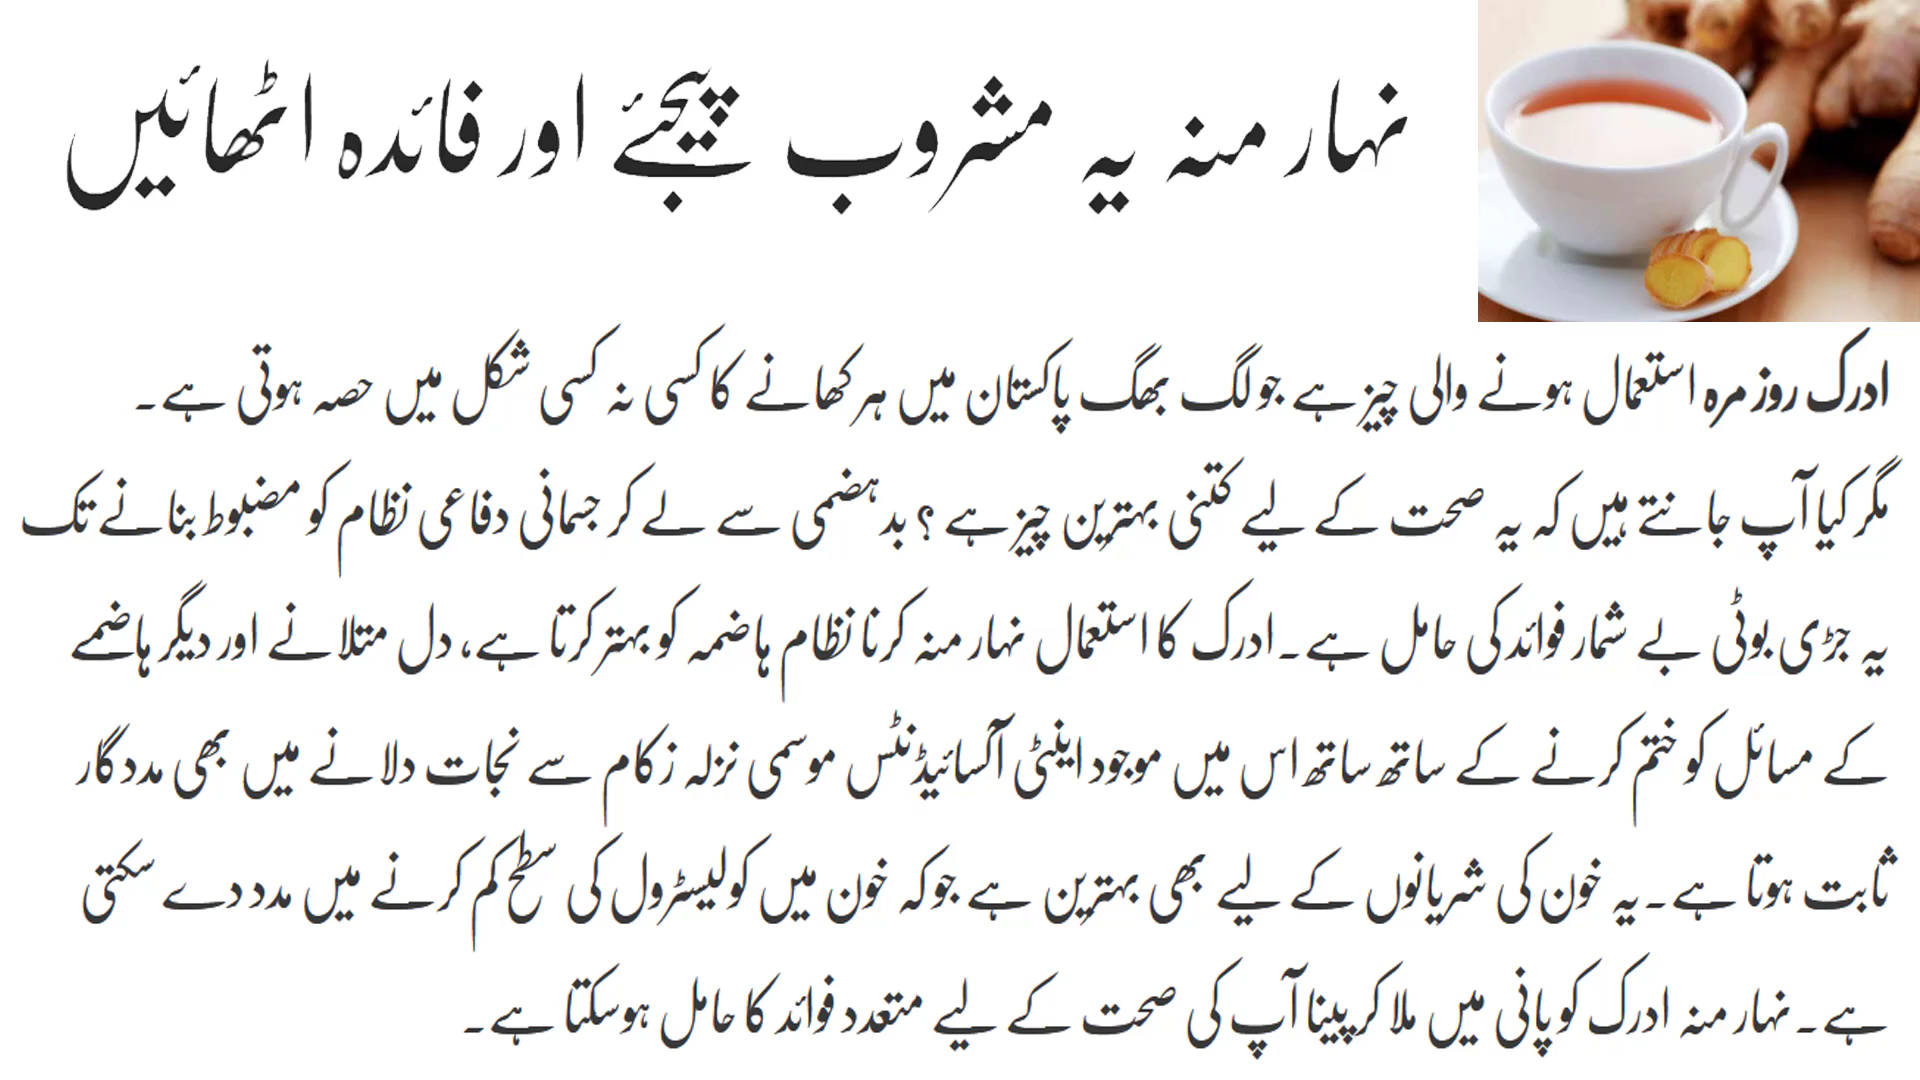 نہار منہ یہ مشروب پیجئے اور فائدہ اٹھائیں
ادرک روز مرہ استعمال ہونے والی چیز ہے جو لگ بھگ پاکستان میں ہر کھانے کا کسی نہ کسی شکل میں حصہ ہوتی ہے۔
مگر کیا آپ جانتے ہیں کہ یہ صحت کے لیے کتنی بہترین چیز ہے ؟ بدہضمی سے لے کر جسمانی دفاعی نظام کو مضبوط بنانے تک
یہ جڑی بوٹی بے شمار فوائد کی حامل ہے۔ ادرک کا استعمال نہار منہ کرنا نظام ہاضمہ کو بہتر کرتا ہے، دل متلانے اور دیگر ہاضمے
کے مسائل کو ختم کرنے کے ساتھ ساتھ اس میں موجود اینٹی آکسائیڈنٹس موسمی نزلہ زکام سے نجات دلانے میں بھی مددگار
ثابت ہوتا ہے۔ یہ خون کی شریانوں کے لیے بھی بہترین ہے جو کہ خون میں کولیسٹرول کی سطح کم کرنے میں مدد دے سکتی
ہے۔ نہار منہ ادرک کو پانی میں ملا کر پینا آپ کی صحت کے لیے متعدد فوائد کا حامل ہوسکتا ہے۔